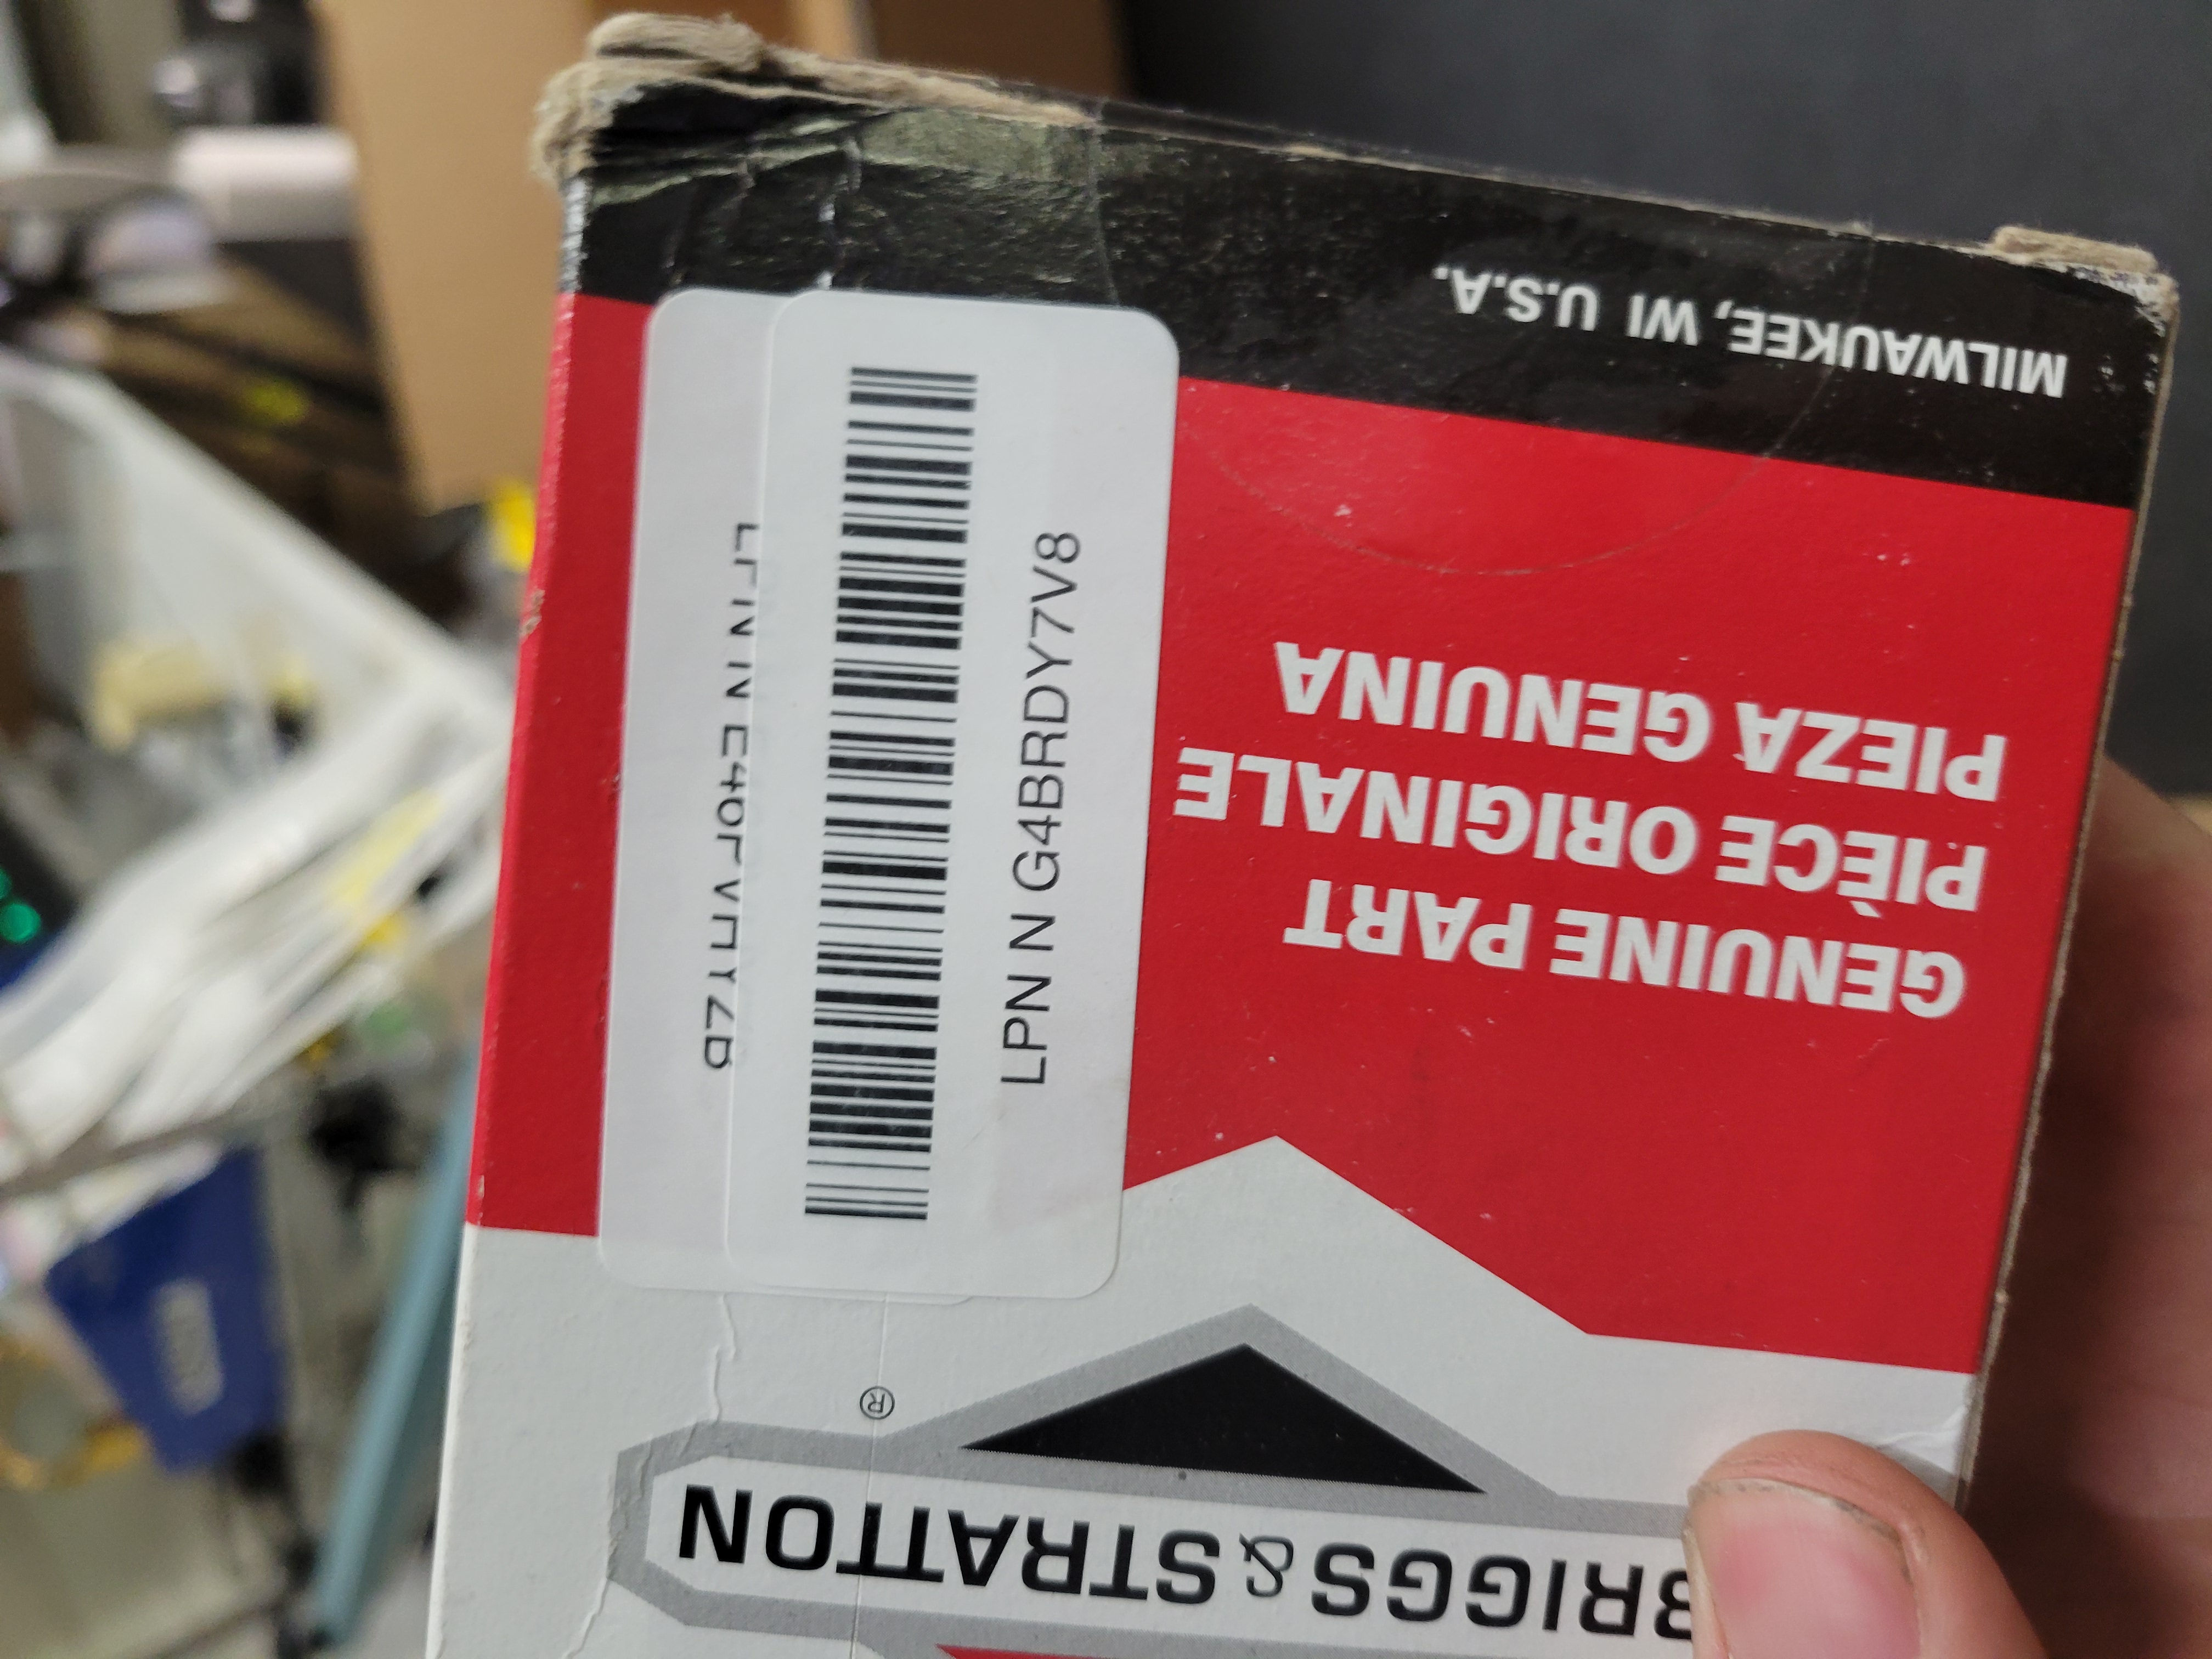 BRIGGS & STRATTON
®
GENUINE PART
PIÈCE ORIGINALE
PIEZA GENUINA
MILWAUKEE, WI U.S.A.
LPN N G4BRDY7V8